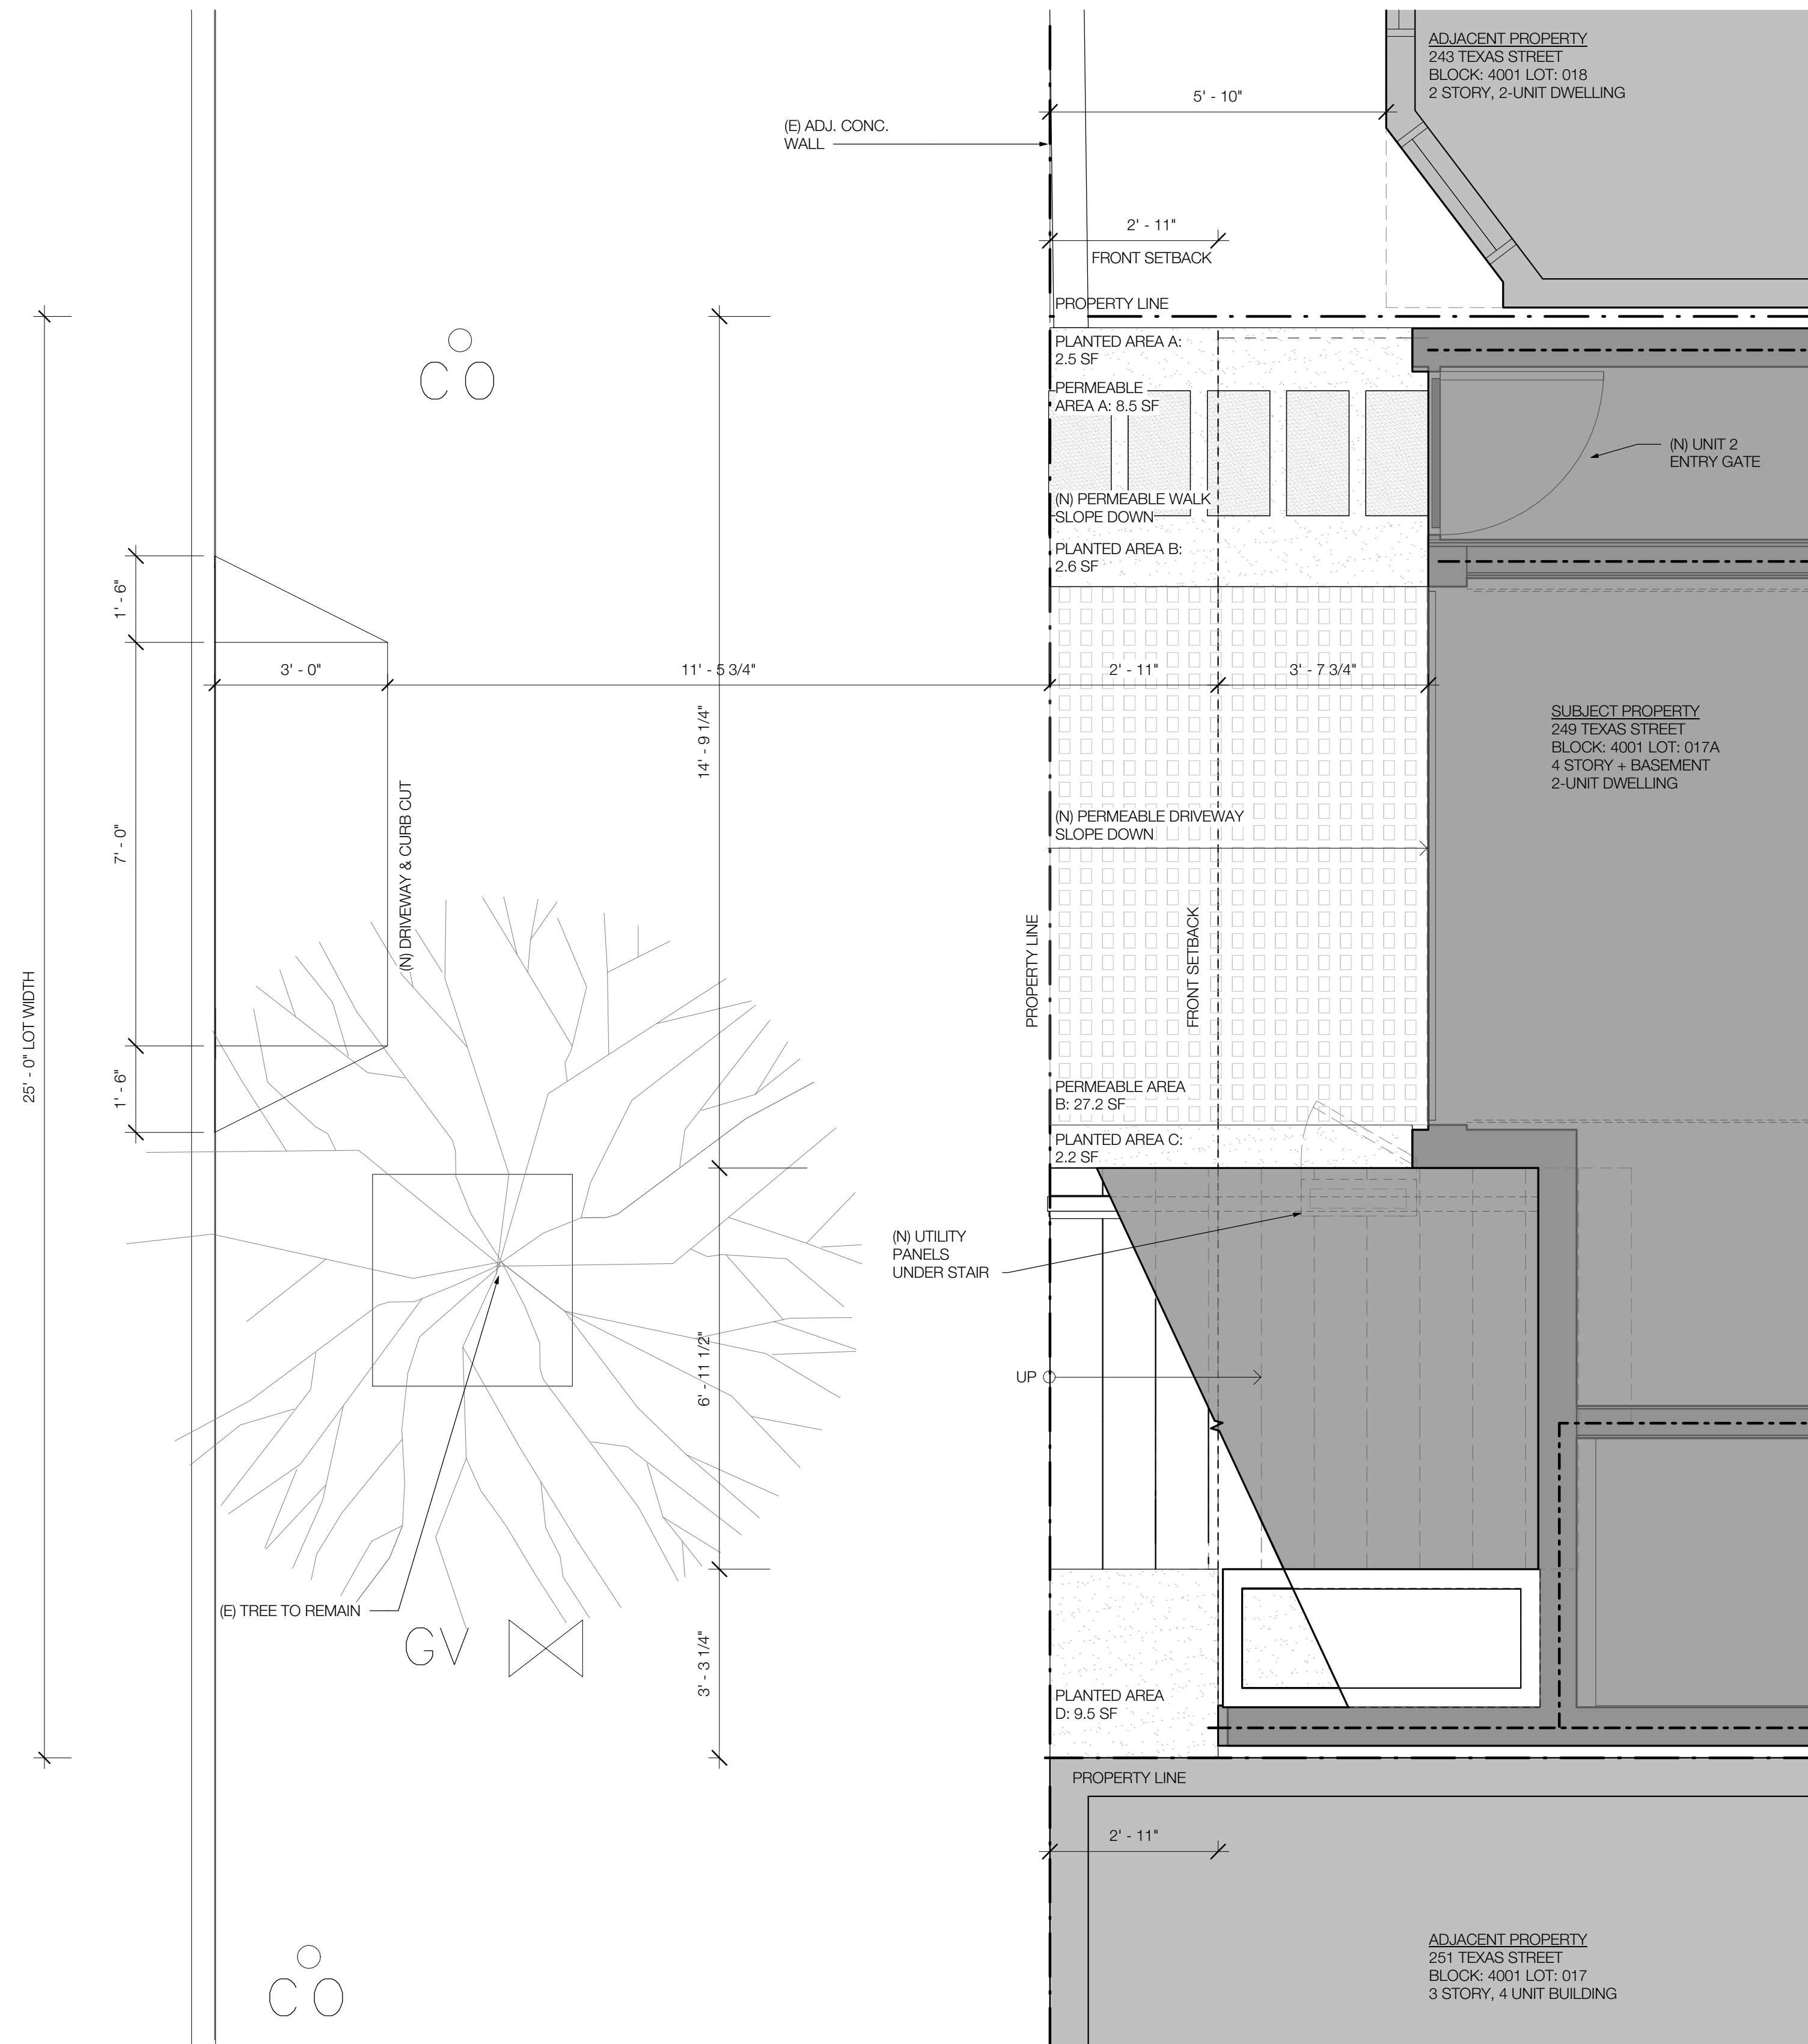 ADJACENT PROPERTY
243 TEXAS STREET
BLOCK: 4001 LOT: 018
2 STORY, 2-UNIT DWELLING
5' - 10"
(E) ADJ. CONC.
WALL
2' - 11"
FRONT SETBACK
PROPERTY LINE
PLANTED AREA A:
2.5 SF
PERMEABLE
AREA A: 8.5 SF
CO
(N) UNIT 2
ENTRY GATE
(N) PERMEABLE WALK
SLOPE DOWN
PLANTED AREA B:
2.6 SF
1' - 6"
3' - 0"
11' - 5 3/4"
2' - 11"
3' - 7 3/4"
14' - 9 1/4"
SUBJECT PROPERTY
249 TEXAS STREET
BLOCK: 4001 LOT: 017A
4 STORY + BASEMENT
2-UNIT DWELLING
7' - 0"
(N) DRIVEWAY & CURB CUT
(N) PERMEABLE DRIVEWAY
SLOPE DOWN
25' - 0" LOT WIDTH
PROPERTY LINE
FRONT SETBACK
1' - 6"
PERMEABLE AREA
B: 27.2 SF
PLANTED AREA C:
2.2 SF
(N) UTILITY
PANELS
UNDER STAIR
6' - 11 1/2"
UP
(E) TREE TO REMAIN
GV
3' - 3 1/4"
PLANTED AREA
D: 9.5 SF
PROPERTY LINE
2' - 11"
ADJACENT PROPERTY
251 TEXAS STREET
BLOCK: 4001 LOT: 017
3 STORY, 4 UNIT BUILDING
CO